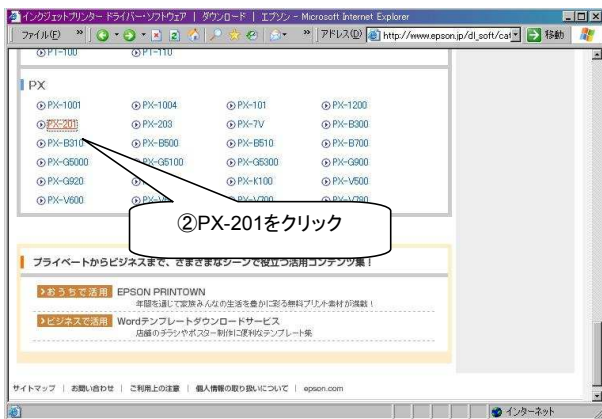 インクジェットプリンター ドライバー・ソフトウェア | ダウンロード | エプソン - Microsoft Internet Explorer
ファイル(F) » » アドレス(D) http://www.epson.jp/dl_soft/cat 移動
PT-100 PT-110
PX
PX-1001 PX-1004 PX-101 PX-1200
PX-201 PX-203 PX-7V PX-B300
PX-B310 PX-B500 PX-B510 PX-B700
PX-G5000 PX-G5100 PX-G5300 PX-G900
PX-G920 PX-K100 PX-V500
PX-V600 PX-V700 PX-V780
②PX-201をクリック
プライベートからビジネスまで、さまざまなシーンで役立つ活用コンテンツ集！
おうちで活用 EPSON PRINTOWN
年間を通じて家族みんなの生活を豊かに彩る無料プリント素材が満載！
ビジネスで活用 Wordテンプレートダウンロードサービス
店舗のチラシやポスター制作に便利なテンプレート集
サイトマップ | お問い合わせ | ご利用上の注意 | 個人情報の取り扱いについて | epson.com
インターネット